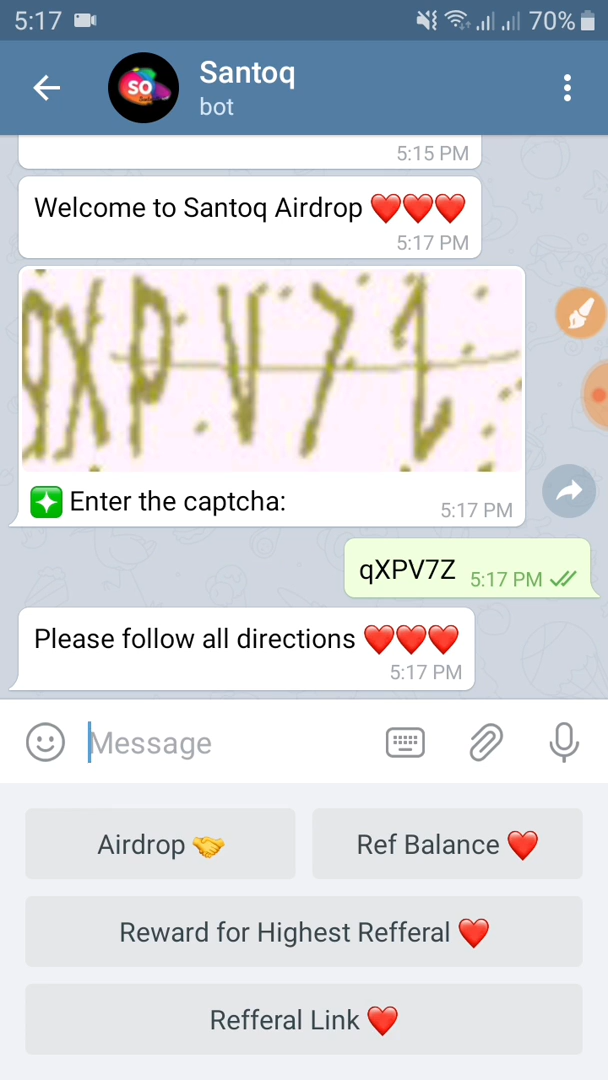 5:17
70%
SO
Santoq
bot
5:15 PM
Welcome to Santoq Airdrop ❤️❤️❤️
5:17 PM
Enter the captcha:
5:17 PM
qXPV7Z 5:17 PM
Please follow all directions ❤️❤️❤️
5:17 PM
Message
Airdrop 🤝
Ref Balance ❤️
Reward for Highest Refferal ❤️
Refferal Link ❤️